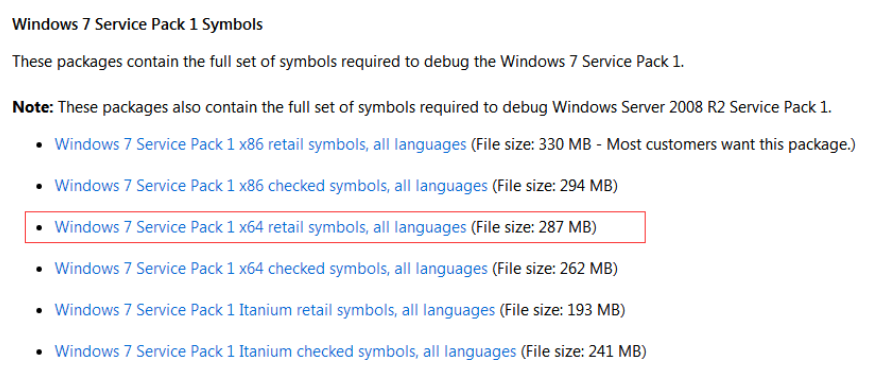 Windows 7 Service Pack 1 Symbols
These packages contain the full set of symbols required to debug the Windows 7 Service Pack 1.
Note: These packages also contain the full set of symbols required to debug Windows Server 2008 R2 Service Pack 1.
• Windows 7 Service Pack 1 x86 retail symbols, all languages (File size: 330 MB - Most customers want this package.)
• Windows 7 Service Pack 1 x86 checked symbols, all languages (File size: 294 MB)
• Windows 7 Service Pack 1 x64 retail symbols, all languages (File size: 287 MB)
• Windows 7 Service Pack 1 x64 checked symbols, all languages (File size: 262 MB)
• Windows 7 Service Pack 1 Itanium retail symbols, all languages (File size: 193 MB)
• Windows 7 Service Pack 1 Itanium checked symbols, all languages (File size: 241 MB)